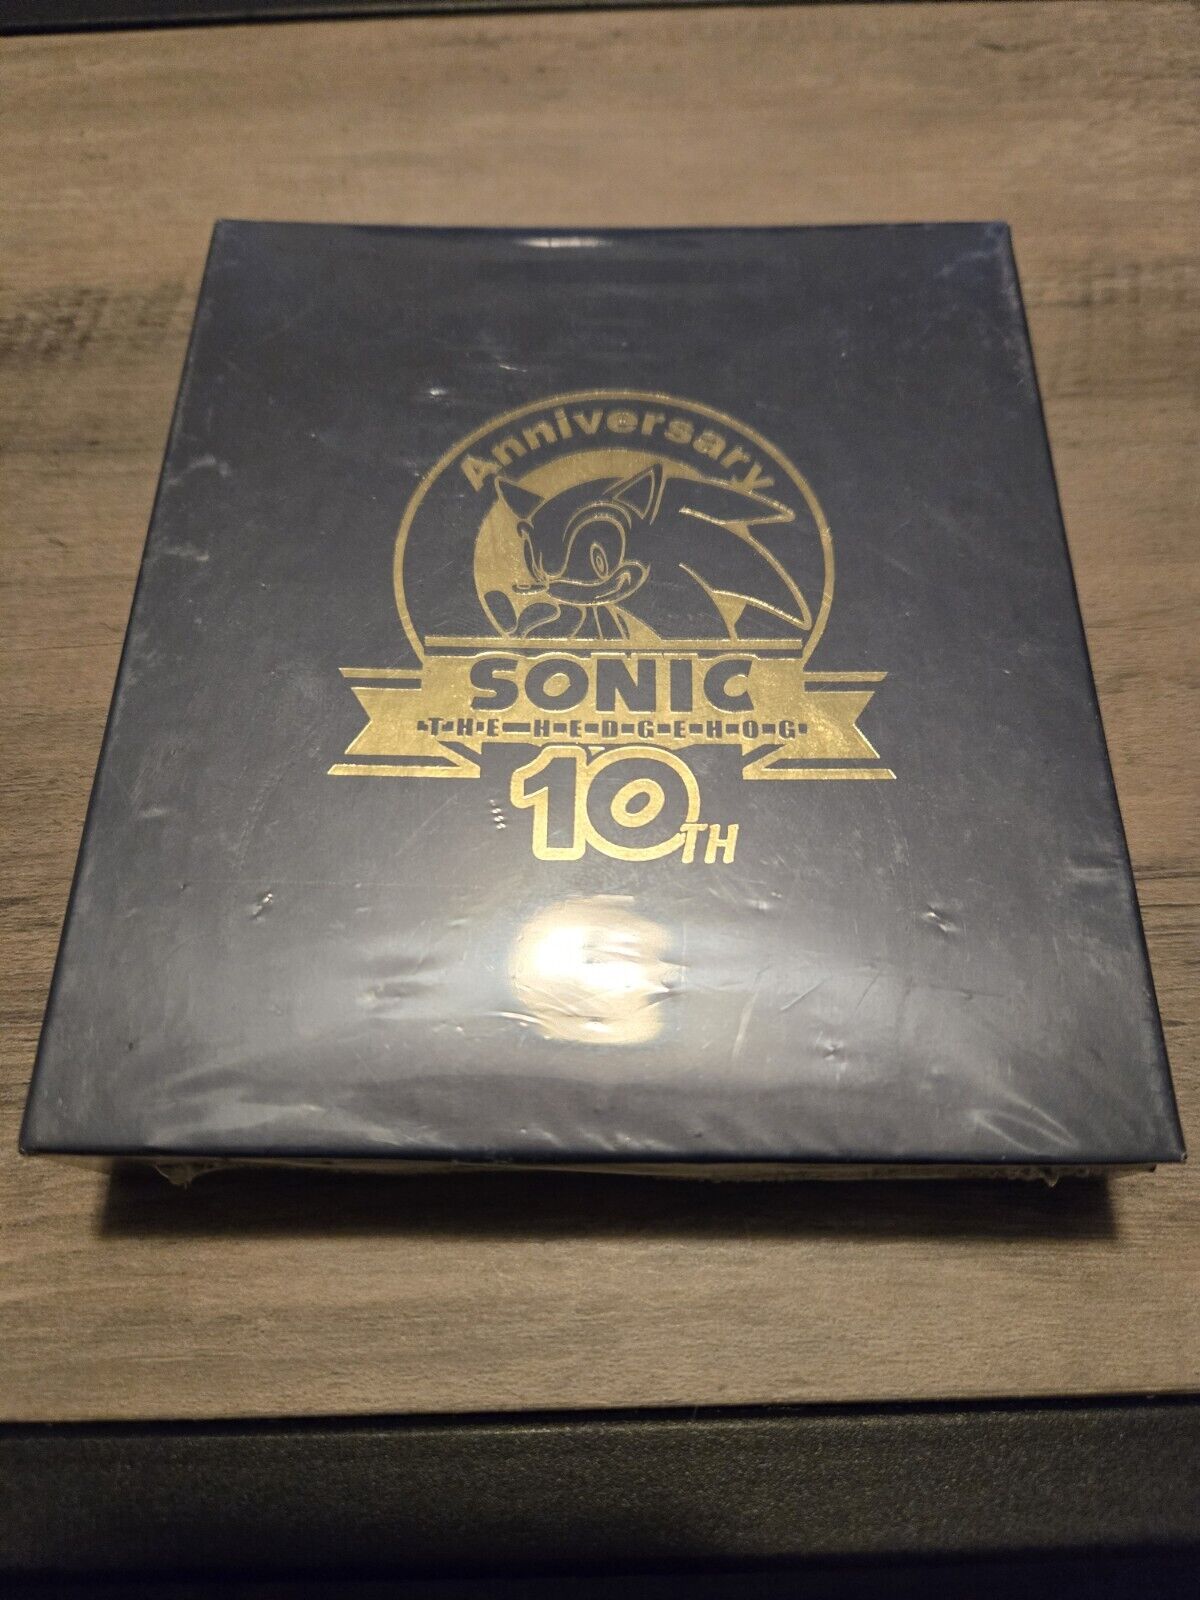 Anniversary
SONIC
THE HEDGEHOG
10TH